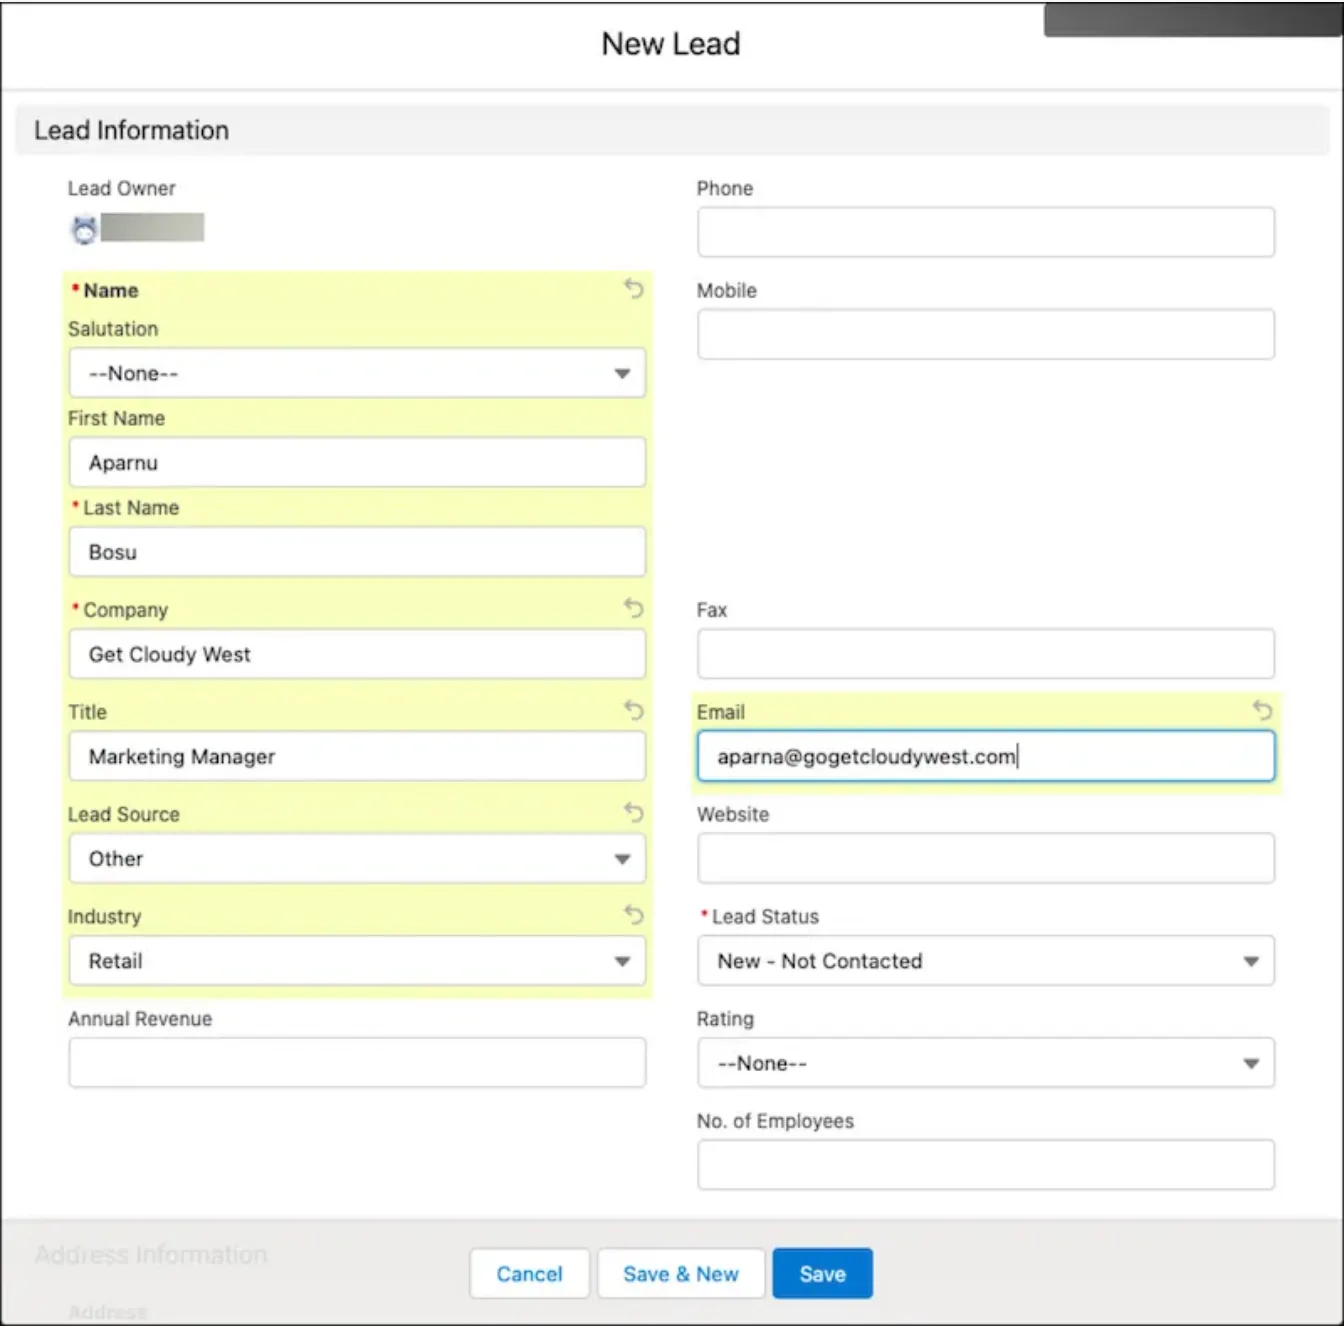 New Lead
Lead Information
Lead Owner
* Name
Salutation
--None--
First Name
Aparnu
* Last Name
Bosu
* Company
Get Cloudy West
Title
Marketing Manager
Lead Source
Other
Industry
Retail
Annual Revenue
Phone
Mobile
Fax
Email
aparna@gogetcloudywest.com
Website
* Lead Status
New - Not Contacted
Rating
--None--
No. of Employees
Address Information
Address
Cancel
Save & New
Save